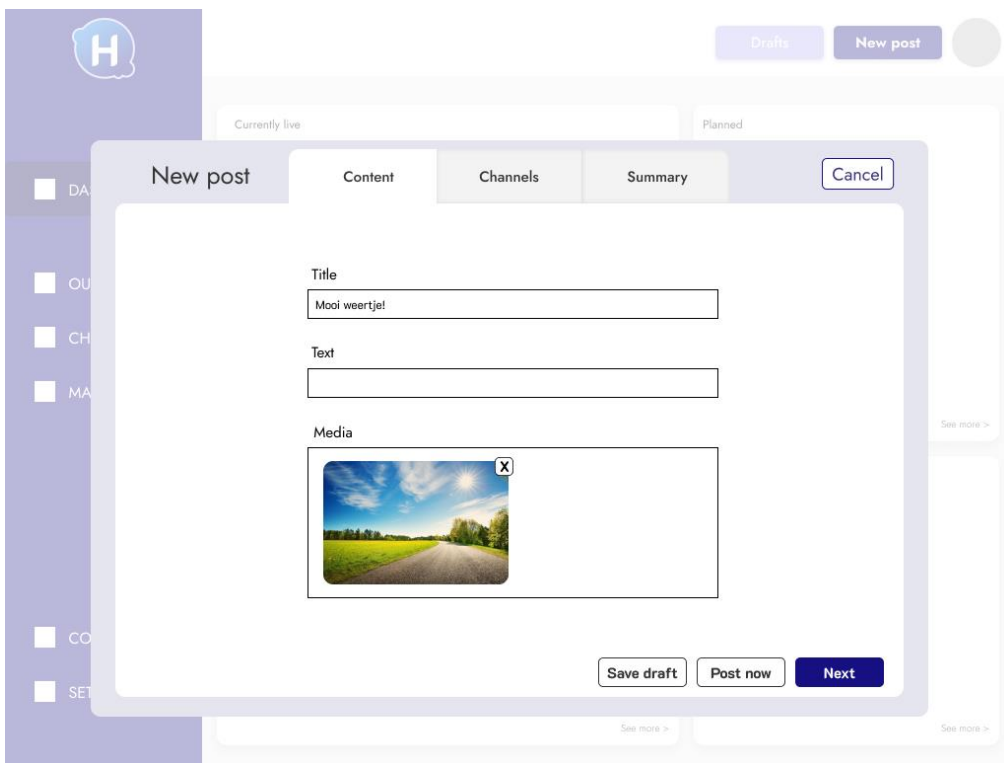 H
Drafts
New post
Currently live
Planned
New post
Content
Channels
Summary
Cancel
DA
OU
CH
MA
Title
Mooi weertje!
Text
Media
X
See more >
CO
SET
Save draft
Post now
Next
See more >
See more >